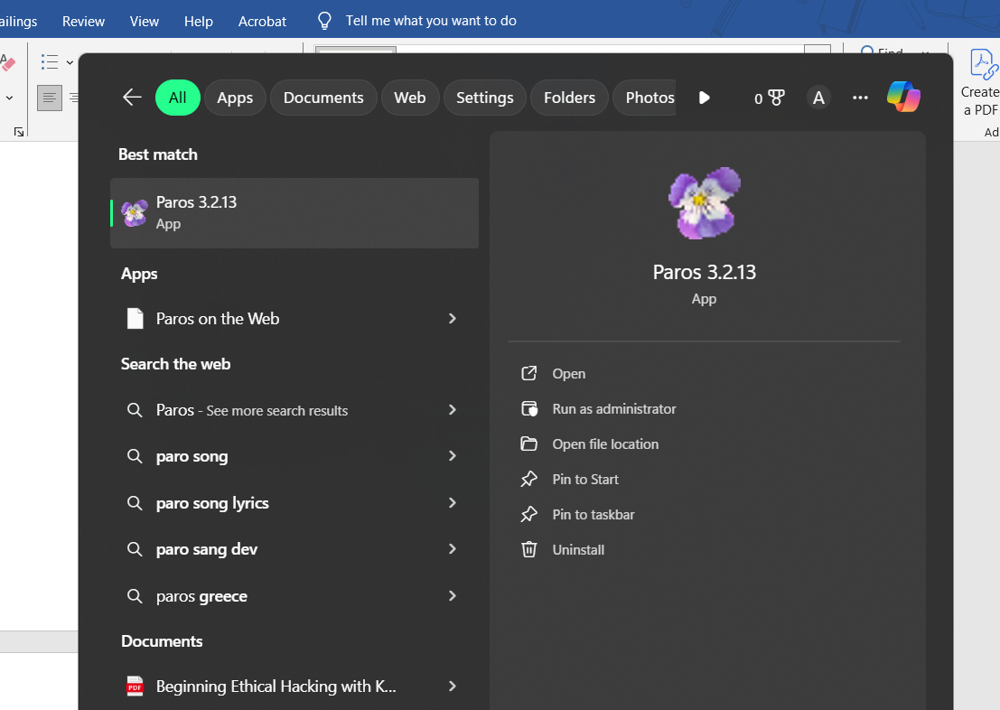 ailings Review View Help Acrobat Tell me what you want to do
Find
Create
a PDF
Ad
All Apps Documents Web Settings Folders Photos 0 A
Best match
Paros 3.2.13
App
Apps
Paros on the Web
Search the web
Paros - See more search results
paro song
paro song lyrics
paro sang dev
paros greece
Documents
PDF Beginning Ethical Hacking with K...
Paros 3.2.13
App
Open
Run as administrator
Open file location
Pin to Start
Pin to taskbar
Uninstall